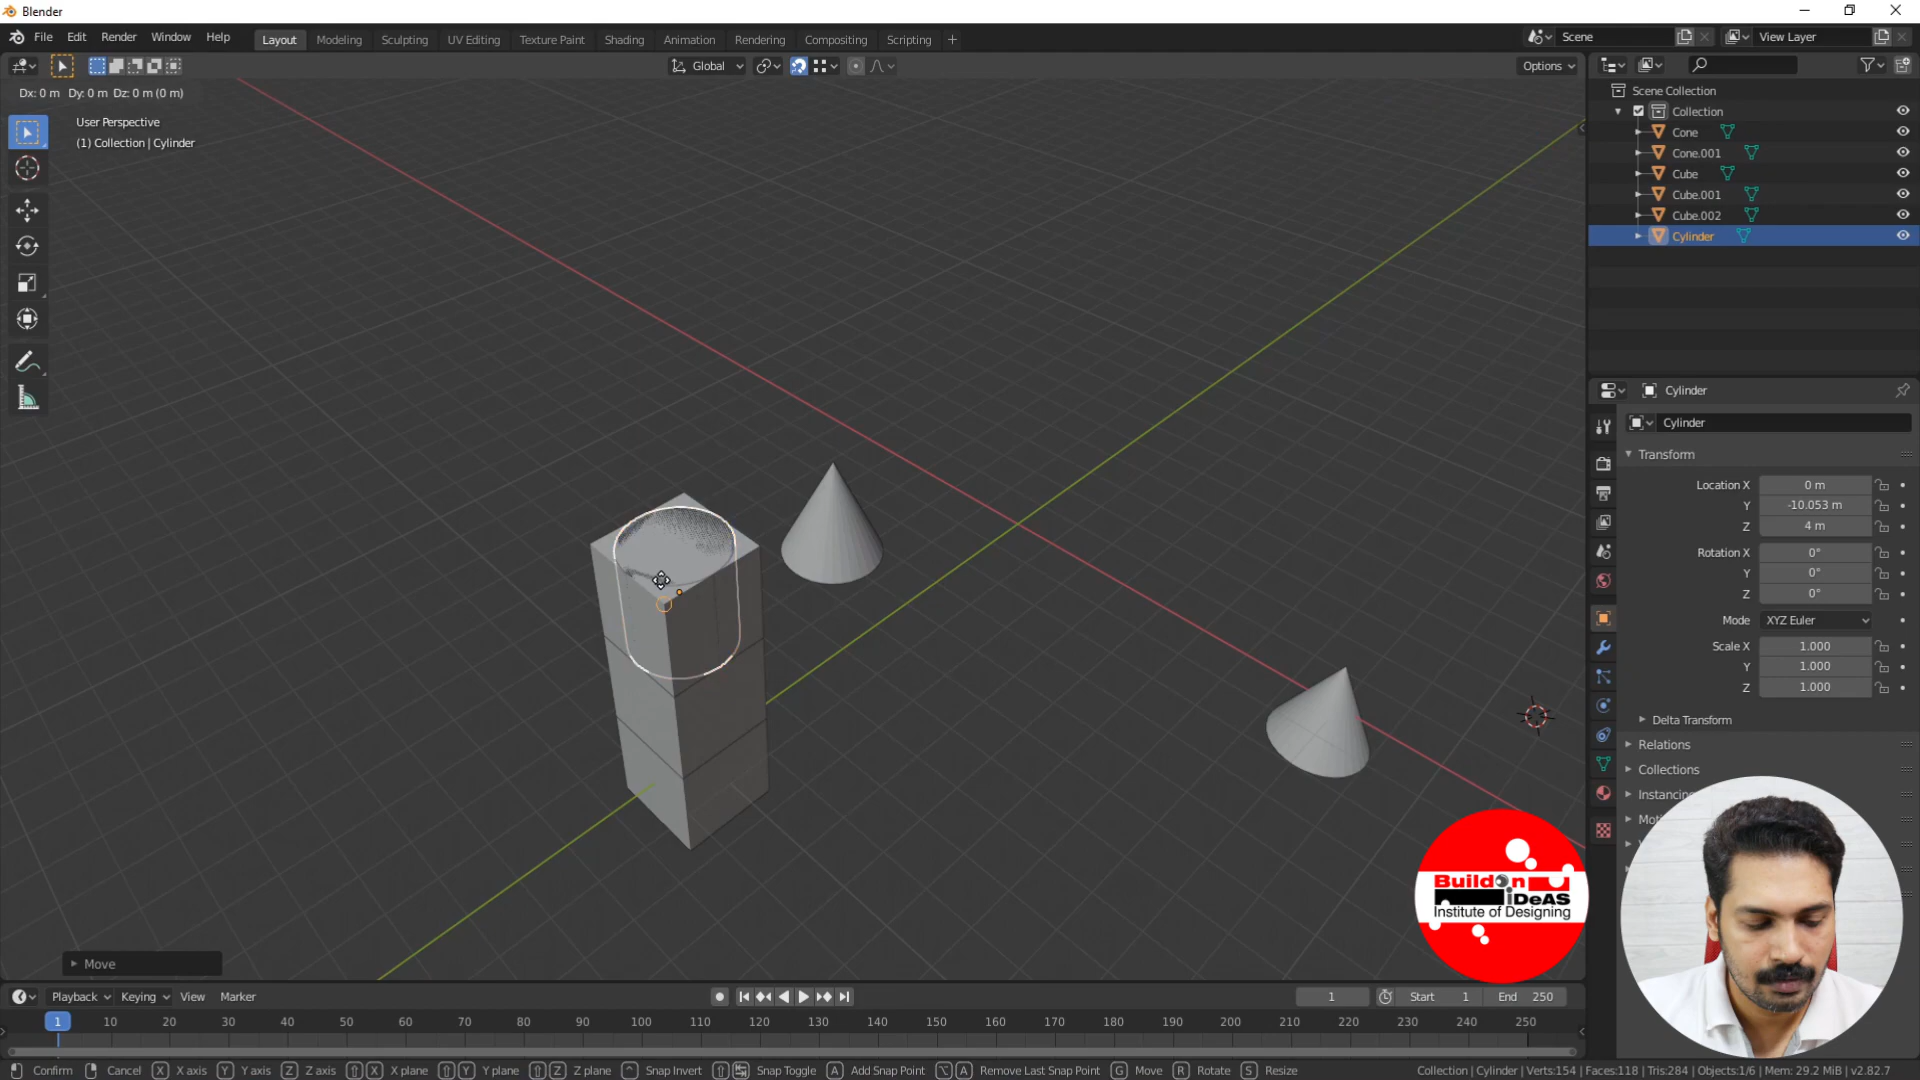 Blender
File Edit Render Window Help
Layout Modeling Sculpting UV Editing Texture Paint Shading Animation Rendering Compositing Scripting +
Scene View Layer
Global Options
Dx: 0 m Dy: 0 m Dz: 0 m (0 m)
User Perspective
(1) Collection | Cylinder
Scene Collection
Collection
Cone
Cone.001
Cube
Cube.001
Cube.002
Cylinder
Cylinder
Cylinder
Transform
Location X 0 m
Y -10.053 m
Z 4 m
Rotation X 0°
Y 0°
Z 0°
Mode XYZ Euler
Scale X 1.000
Y 1.000
Z 1.000
Delta Transform
Relations
Collections
Instancing
Build on
iDeAS
Institute of Designing
Move
Playback Keying View Marker
1 Start 1 End 250
1 10 20 30 40 50 60 70 80 90 100 110 120 130 140 150 160 170 180 190 200 210 220 230 240 250
Confirm Cancel X X axis Y Y axis Z Z axis X X plane Y Y plane Z Z plane Snap Invert Snap Toggle A Add Snap Point A Remove Last Snap Point G Move R Rotate S Resize Collection | Cylinder | Verts:154 | Faces:118 | Tris:284 | Objects:1/6 | Mem: 29.2 MiB | v2.82.7